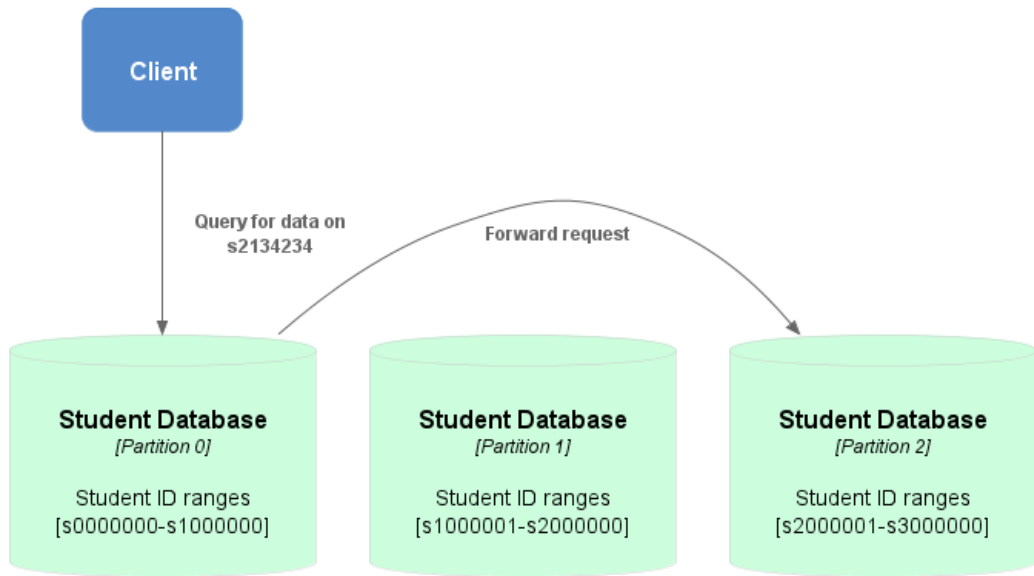 Client
Query for data on
s2134234
Forward request
Student Database
[Partition 0]
Student ID ranges
[s0000000-s1000000]
Student Database
[Partition 1]
Student ID ranges
[s1000001-s2000000]
Student Database
[Partition 2]
Student ID ranges
[s2000001-s3000000]